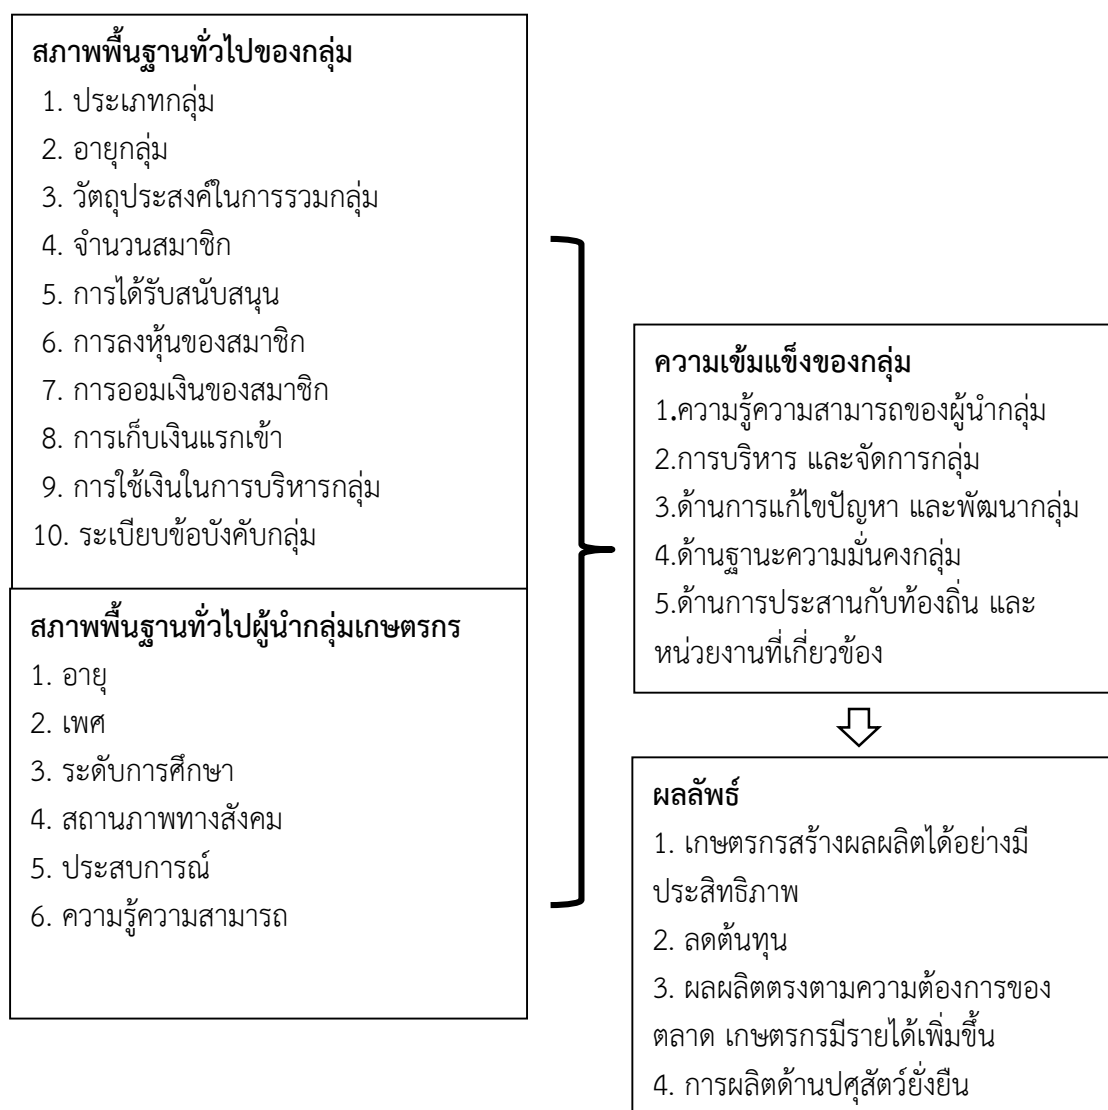 สภาพพื้นฐานทั่วไปของกลุ่ม
1. ประเภทกลุ่ม
2. อายุกลุ่ม
3. วัตถุประสงค์ในการรวมกลุ่ม
4. จำนวนสมาชิก
5. การได้รับสนับสนุน
6. การลงหุ้นของสมาชิก
7. การออมเงินของสมาชิก
8. การเก็บเงินแรกเข้า
9. การใช้เงินในการบริหารกลุ่ม
10. ระเบียบข้อบังคับกลุ่ม
สภาพพื้นฐานทั่วไปผู้นำกลุ่มเกษตรกร
1. อายุ
2. เพศ
3. ระดับการศึกษา
4. สถานภาพทางสังคม
5. ประสบการณ์
6. ความรู้ความสามารถ
ความเข้มแข็งของกลุ่ม
1.ความรู้ความสามารถของผู้นำกลุ่ม
2.การบริหาร และจัดการกลุ่ม
3.ด้านการแก้ไขปัญหา และพัฒนากลุ่ม
4.ด้านฐานะความมั่นคงกลุ่ม
5.ด้านการประสานกับท้องถิ่น และ
หน่วยงานที่เกี่ยวข้อง
ผลลัพธ์
1. เกษตรกรสร้างผลผลิตได้อย่างมี
ประสิทธิภาพ
2. ลดต้นทุน
3. ผลผลิตตรงตามความต้องการของ
ตลาด เกษตรกรมีรายได้เพิ่มขึ้น
4. การผลิตด้านปศุสัตว์ยั่งยืน